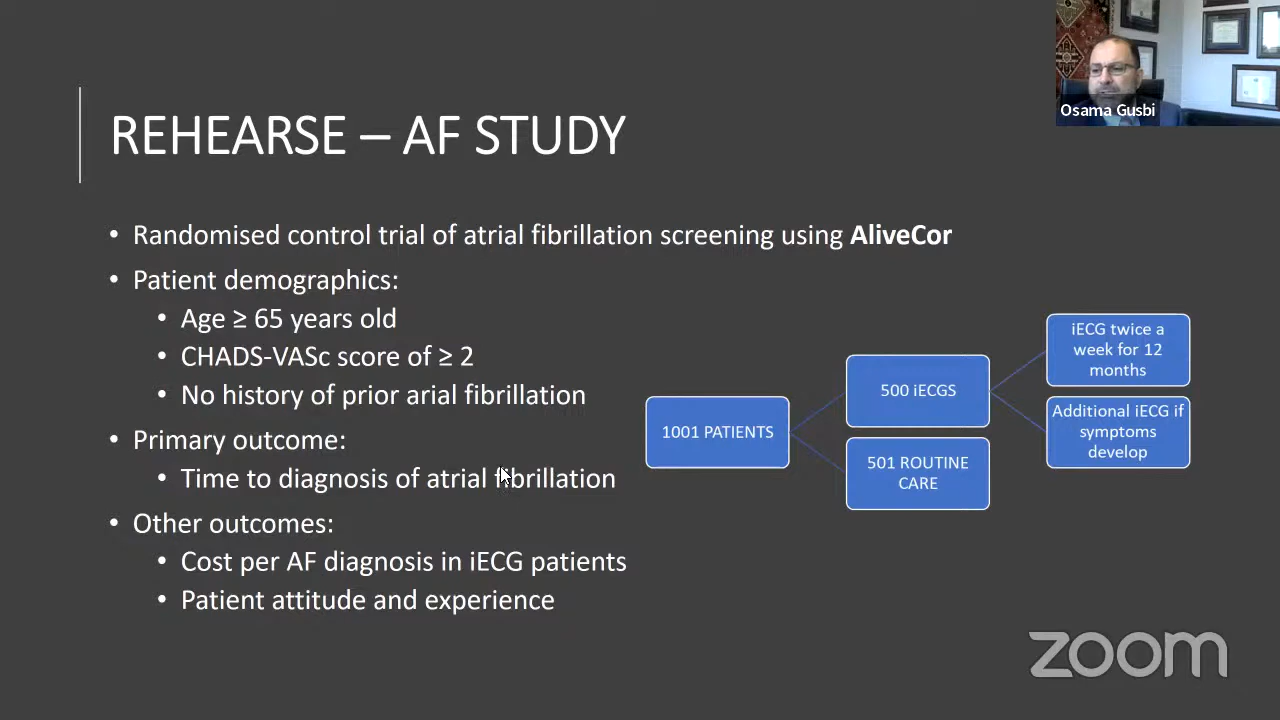 Osama Gusbi
REHEARSE – AF STUDY
• Randomised control trial of atrial fibrillation screening using AliveCor
• Patient demographics:
• Age ≥ 65 years old
• CHADS-VASc score of ≥ 2
• No history of prior arial fibrillation
• Primary outcome:
• Time to diagnosis of atrial fibrillation
• Other outcomes:
• Cost per AF diagnosis in iECG patients
• Patient attitude and experience
1001 PATIENTS
500 iECGS
501 ROUTINE
CARE
iECG twice a
week for 12
months
Additional iECG if
symptoms
develop
zoom